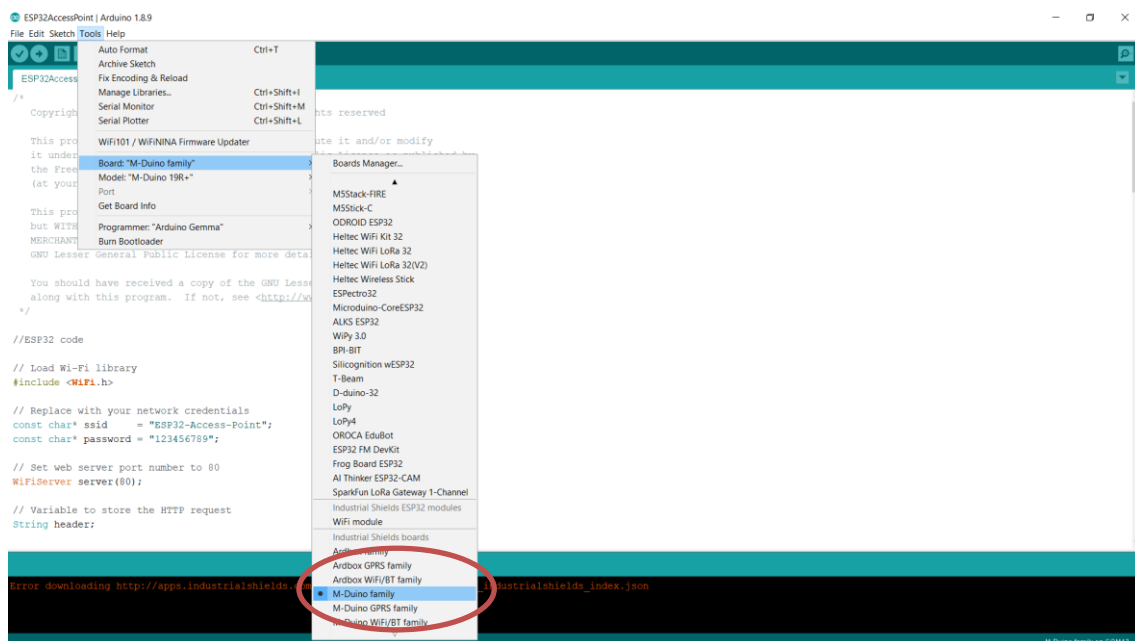 ESP32AccessPoint | Arduino 1.8.9
File Edit Sketch Tools Help
Auto Format Ctrl+T
Archive Sketch
Fix Encoding & Reload
Manage Libraries... Ctrl+Shift+I
Serial Monitor Ctrl+Shift+M
Serial Plotter Ctrl+Shift+L
WiFi101 / WiFiNINA Firmware Updater
Board: "M-Duino family"
Model: "M-Duino 19R+"
Port
Get Board Info
Programmer: "Arduino Gemma"
Burn Bootloader
Boards Manager...
M5Stack-FIRE
M5Stick-C
ODROID ESP32
Heltec WiFi Kit 32
Heltec WiFi LoRa 32
Heltec WiFi LoRa 32(V2)
Heltec Wireless Stick
ESPectro32
Microduino-CoreESP32
ALKS ESP32
WiPy 3.0
BPI-BIT
Silicognition wESP32
T-Beam
D-duino-32
LoPy
LoPy4
OROCA EduBot
ESP32 FM DevKit
Frog Board ESP32
AI Thinker ESP32-CAM
SparkFun LoRa Gateway 1-Channel
Industrial Shields ESP32 modules
WiFi module
Industrial Shields boards
Ardbox family
Ardbox GPRS family
Ardbox WiFi/BT family
M-Duino family
M-Duino GPRS family
M-Duino WiFi/BT family
ESP32Access
/*
Copyrigh hts reserved
This pro ute it and/or modify
it under
the Free
(at your
This pro
but WITH
MERCHANT
GNU Lesser General Public License for more detai
You should have received a copy of the GNU Lesse
along with this program. If not, see <http://w
*/
//ESP32 code
// Load Wi-Fi library
#include <WiFi.h>
// Replace with your network credentials
const char* ssid = "ESP32-Access-Point";
const char* password = "123456789";
// Set web server port number to 80
WiFiServer server(80);
// Variable to store the HTTP request
String header;
Error downloading http://apps.industrialshields.com industrialshields_index.json